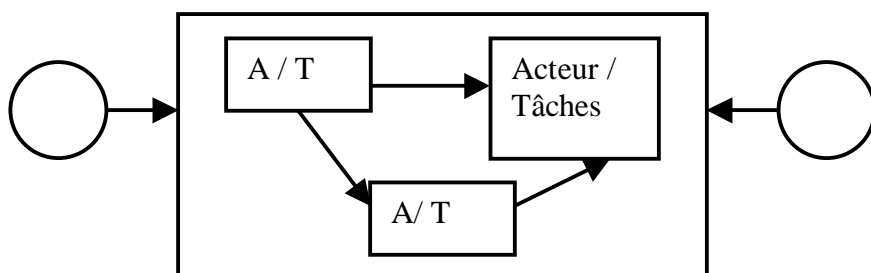 A / T
Acteur /
Tâches
A/ T